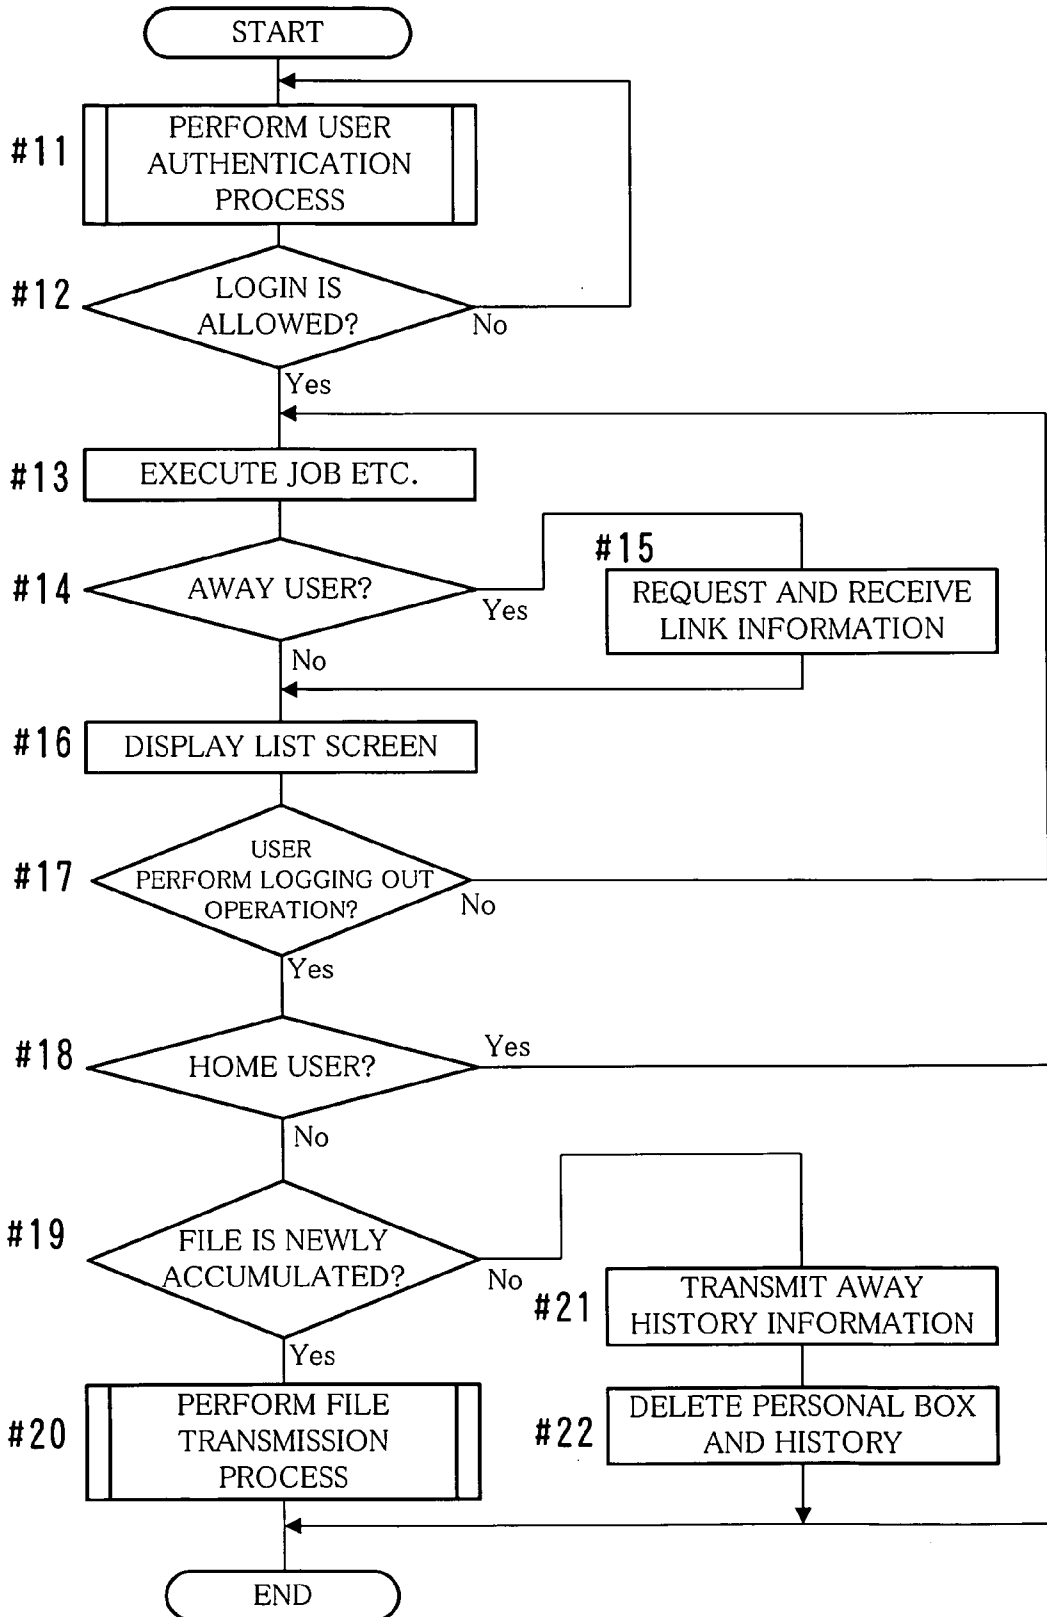 START
#11
PERFORM USER
AUTHENTICATION
PROCESS
#12
LOGIN IS
ALLOWED?
No
Yes
#13
EXECUTE JOB ETC.
#14
AWAY USER?
Yes
#15
REQUEST AND RECEIVE
LINK INFORMATION
No
#16
DISPLAY LIST SCREEN
#17
USER
PERFORM LOGGING OUT
OPERATION?
No
Yes
#18
HOME USER?
Yes
No
#19
FILE IS NEWLY
ACCUMULATED?
No
#21
TRANSMIT AWAY
HISTORY INFORMATION
Yes
#20
PERFORM FILE
TRANSMISSION
PROCESS
#22
DELETE PERSONAL BOX
AND HISTORY
END